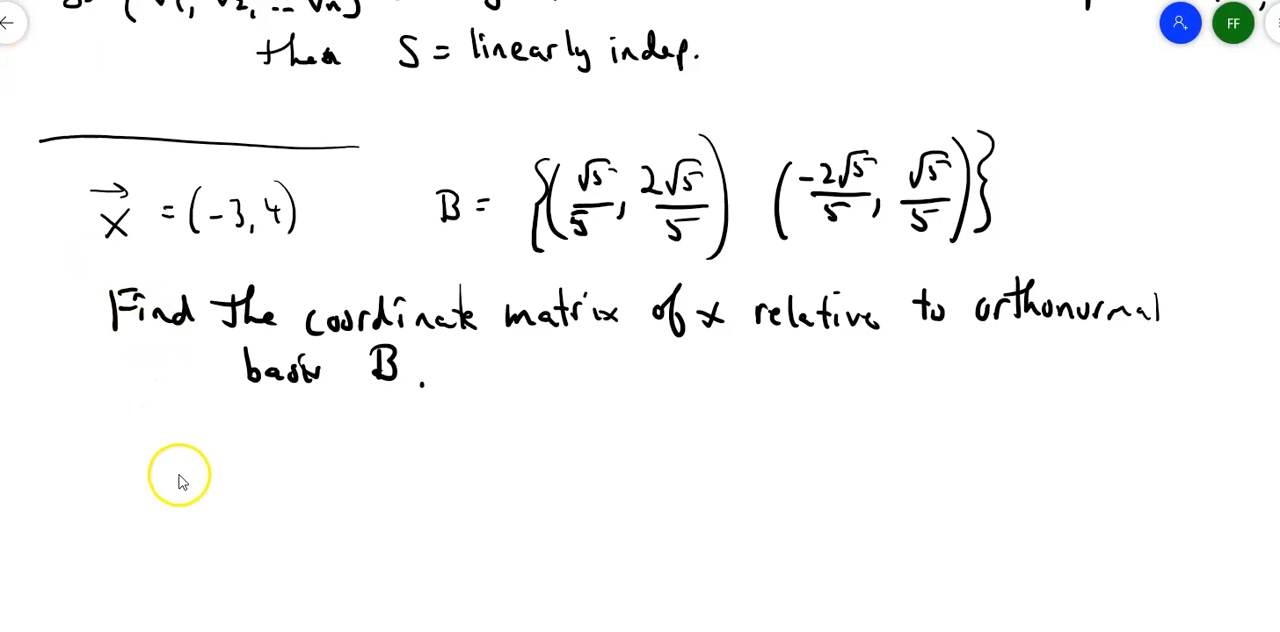 then S = linearly indep.
x = (-3, 4) B = {(√5/5, 2√5/5) (-2√5/5, √5/5)}
Find the coordinate matrix of x relative to orthonormal
basis B.
FF